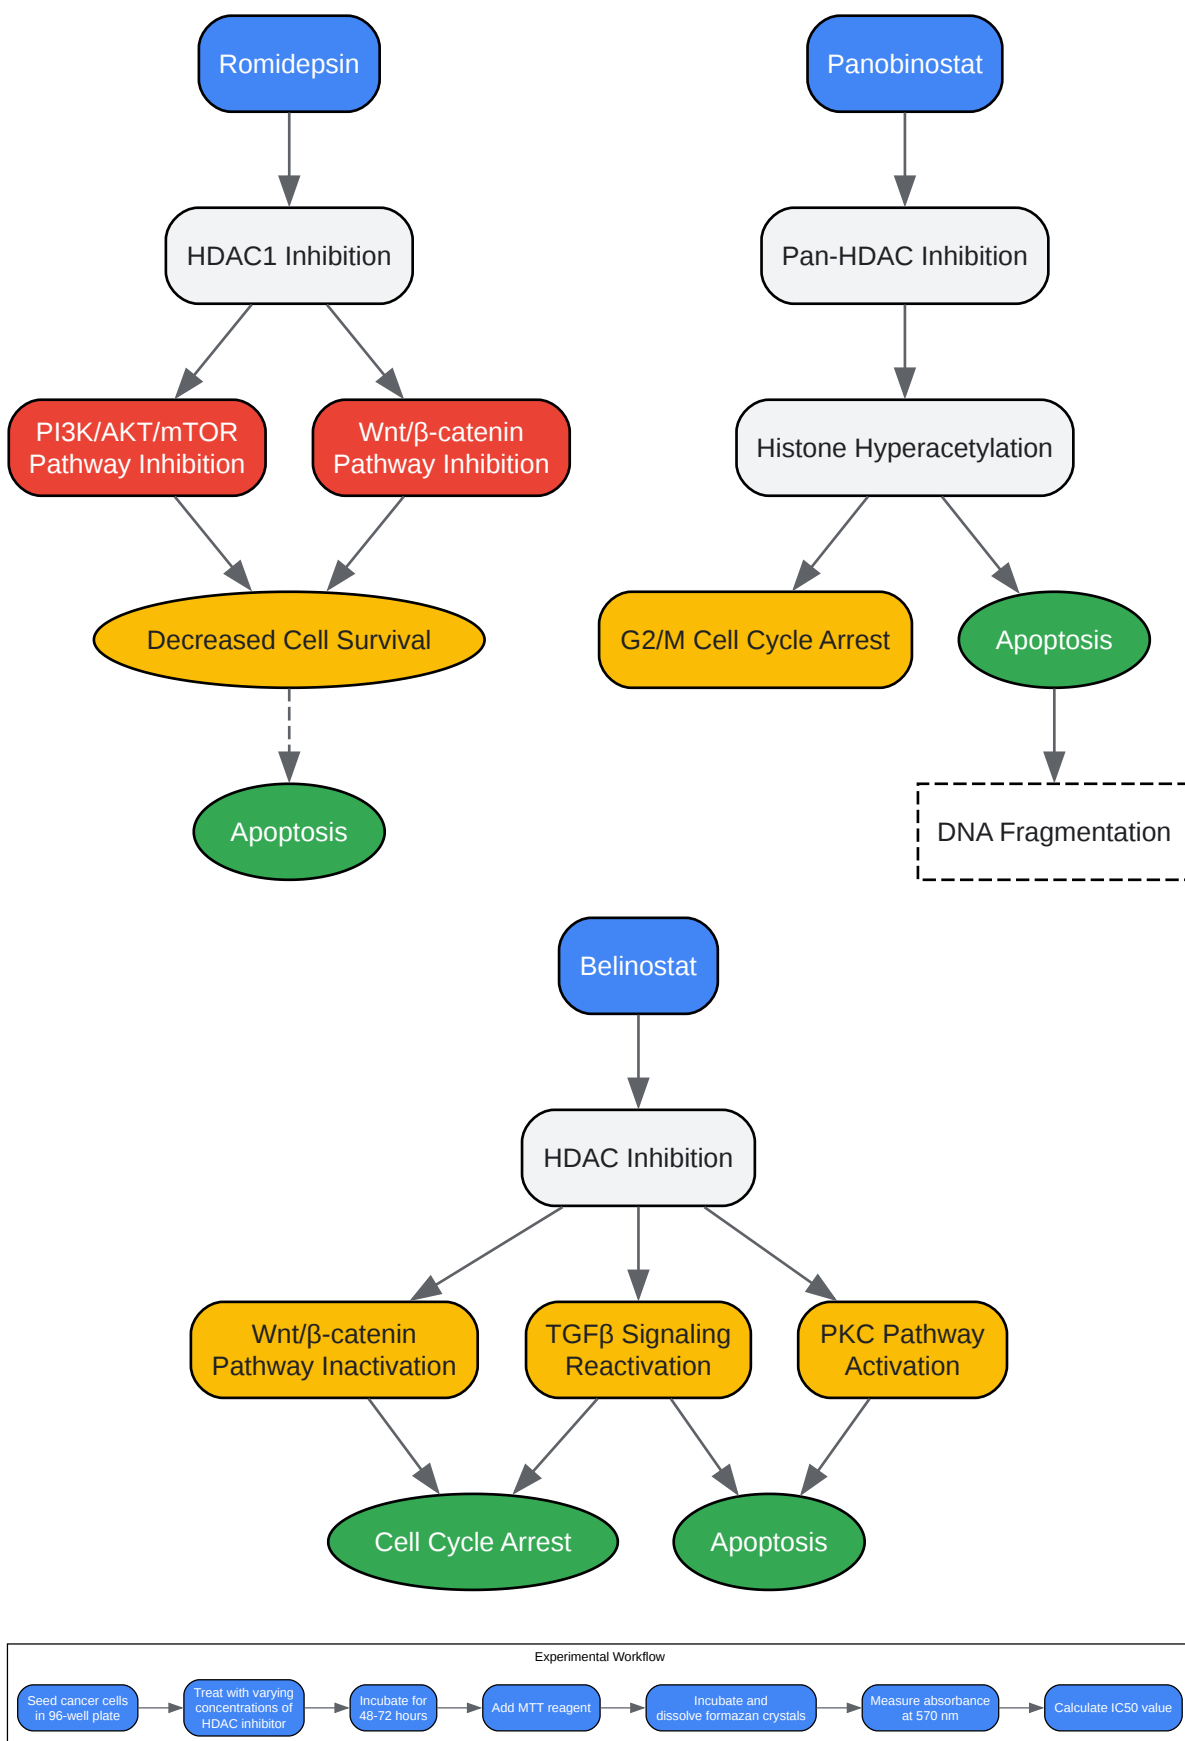 Romidepsin
Panobinostat
HDAC1 Inhibition
Pan-HDAC Inhibition
PI3K/AKT/mTOR
Pathway Inhibition
Wnt/β-catenin
Pathway Inhibition
Histone Hyperacetylation
Decreased Cell Survival
G2/M Cell Cycle Arrest
Apoptosis
Apoptosis
DNA Fragmentation
Belinostat
HDAC Inhibition
Wnt/β-catenin
Pathway Inactivation
TGFβ Signaling
Reactivation
PKC Pathway
Activation
Cell Cycle Arrest
Apoptosis
Experimental Workflow
Seed cancer cells
in 96-well plate
Treat with varying
concentrations of
HDAC inhibitor
Incubate for
48-72 hours
Add MTT reagent
Incubate and
dissolve formazan crystals
Measure absorbance
at 570 nm
Calculate IC50 value